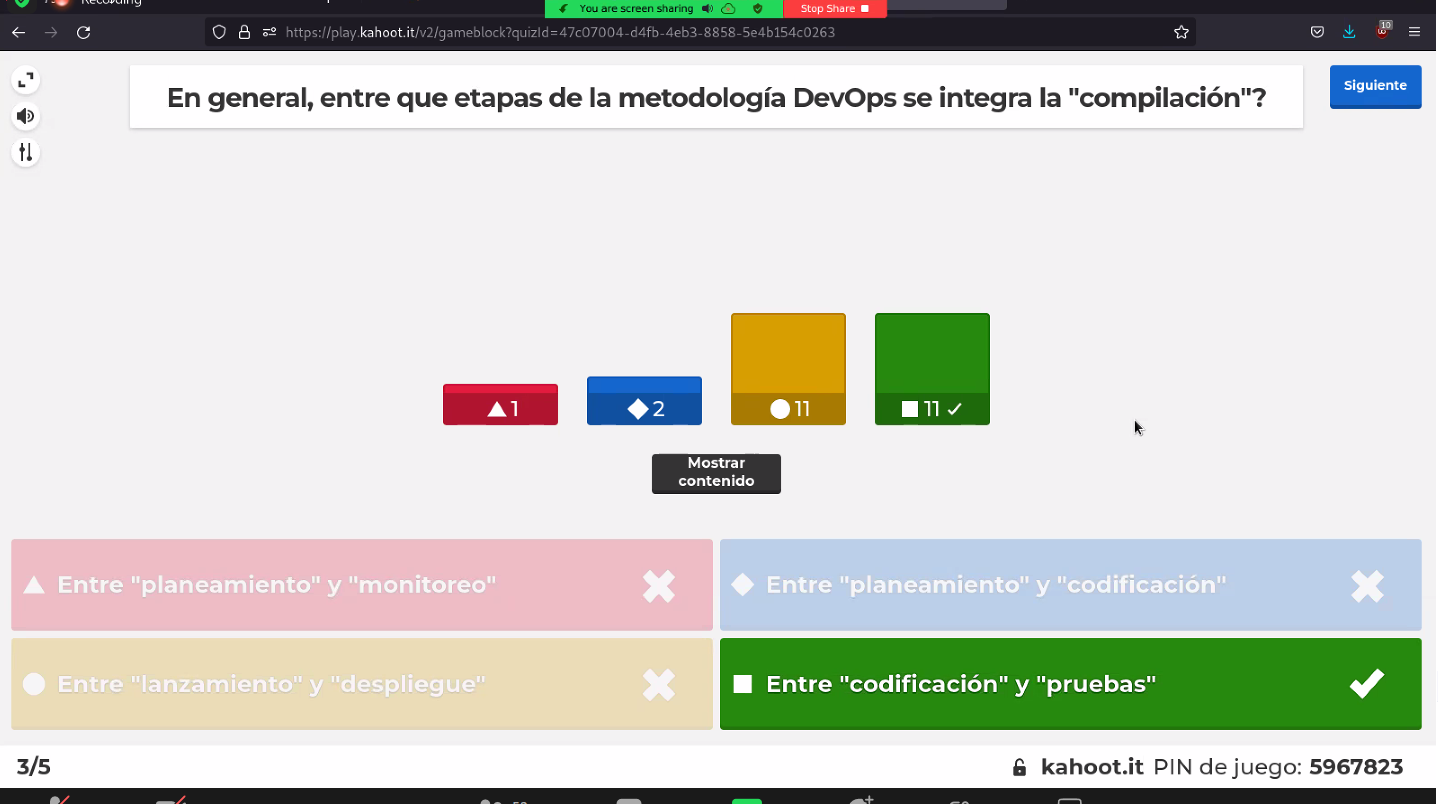 Recording
You are screen sharing
Stop Share
https://play.kahoot.it/v2/gameblock?quizId=47c07004-d4fb-4eb3-8858-5e4b154c0263
10
En general, entre que etapas de la metodología DevOps se integra la "compilación"?
Siguiente
1
2
11
11
Mostrar
contenido
Entre "planeamiento" y "monitoreo"
Entre "planeamiento" y "codificación"
Entre "lanzamiento" y "despliegue"
Entre "codificación" y "pruebas"
3/5
kahoot.it PIN de juego: 5967823